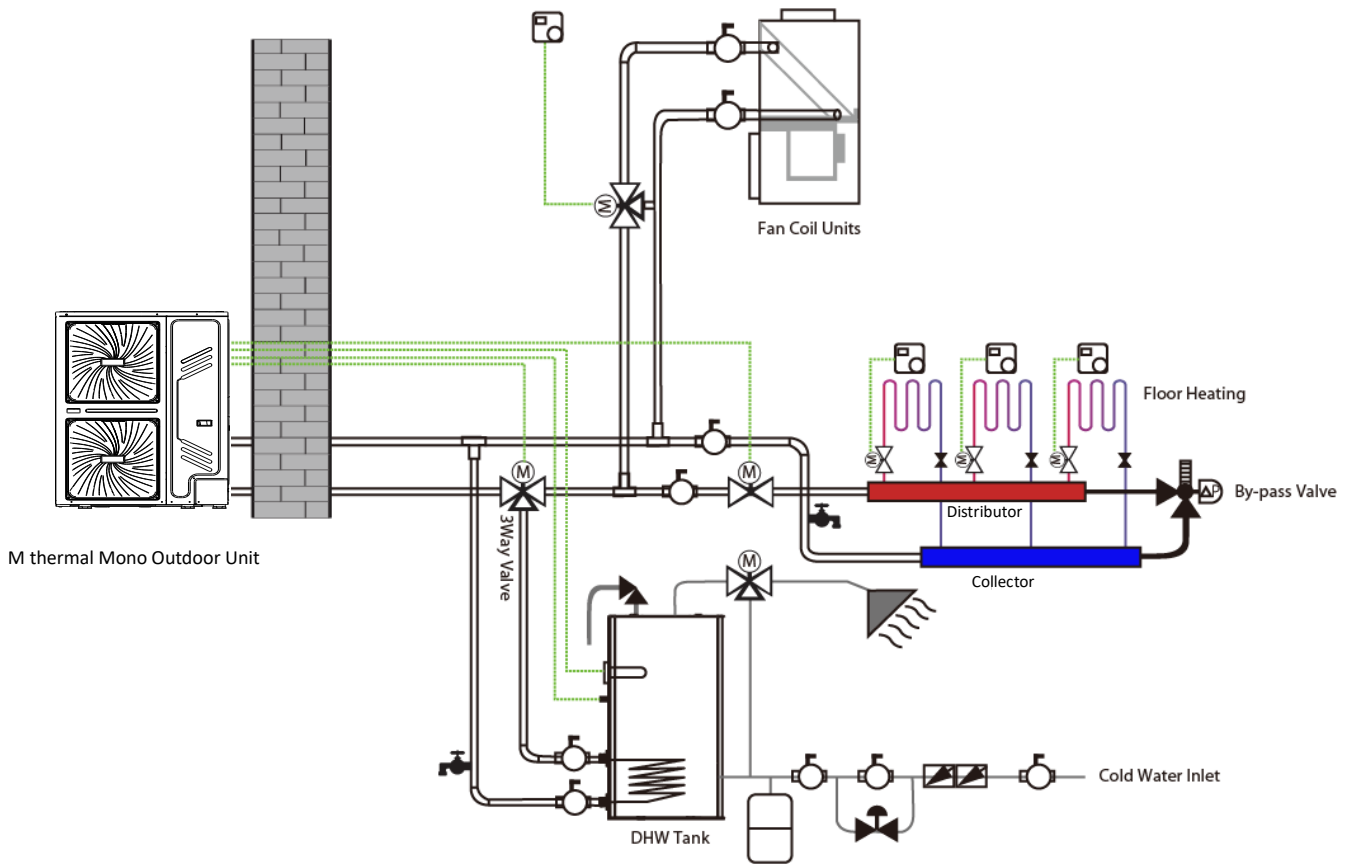 Fan Coil Units
M
Floor Heating
M
M
M
M
M
By-pass Valve
ΔP
Distributor
3Way Valve
M thermal Mono Outdoor Unit
M
Collector
Cold Water Inlet
DHW Tank